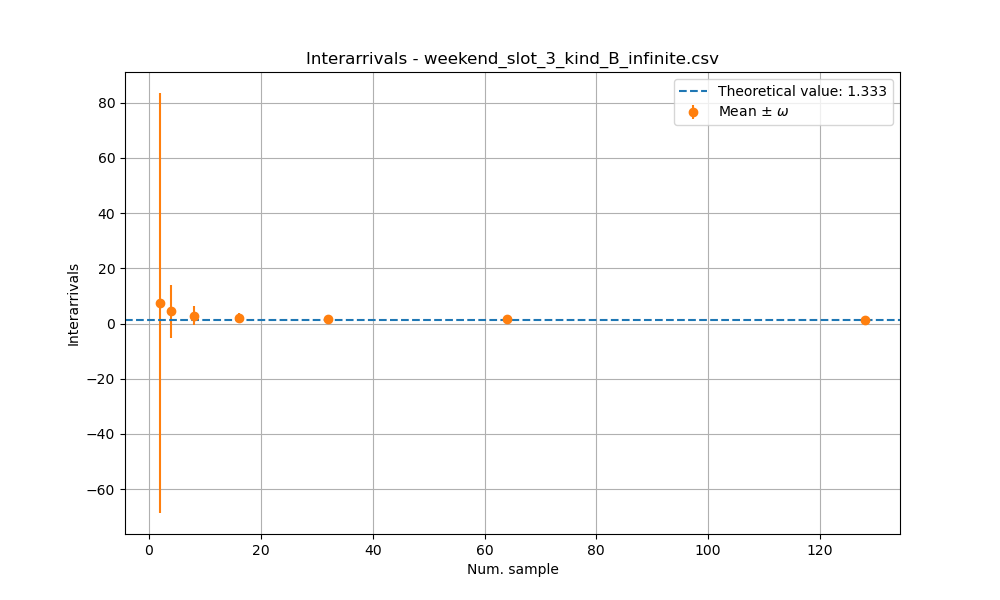 Interarrivals - weekend_slot_3_kind_B_infinite.csv
Theoretical value: 1.333
Mean ± ω
80
60
40
20
0
−20
−40
−60
Interarrivals
0 20 40 60 80 100 120
Num. sample